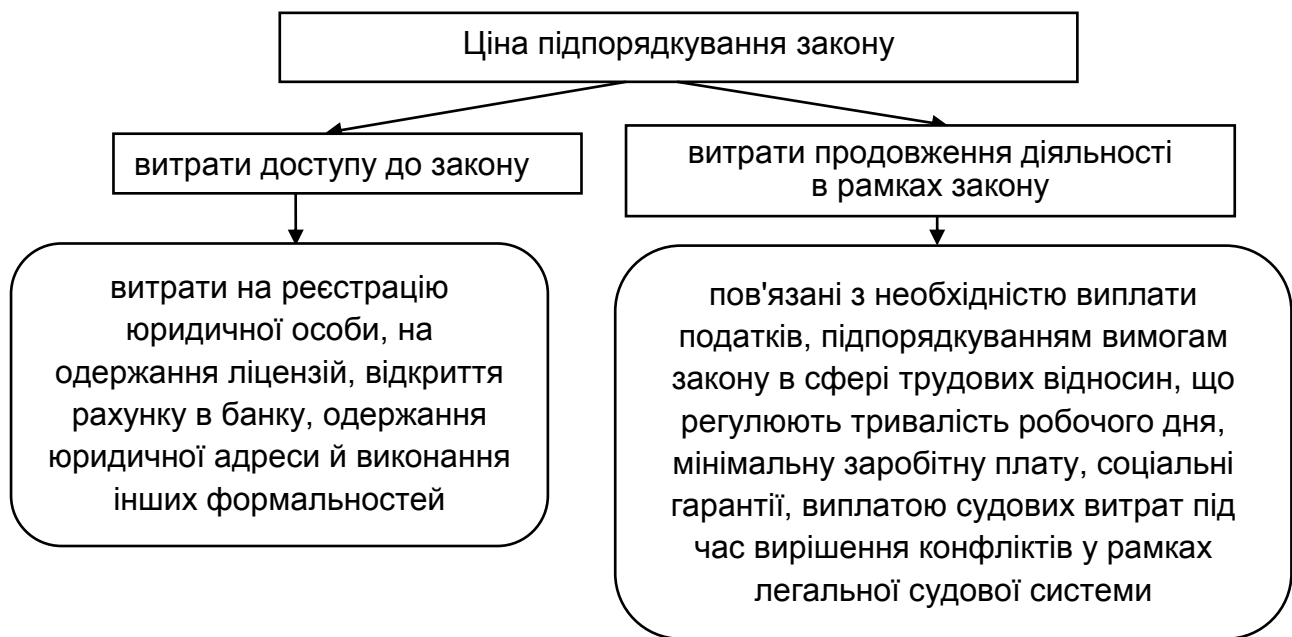 Ціна підпорядкування закону
витрати доступу до закону
витрати продовження діяльності
в рамках закону
витрати на реєстрацію
юридичної особи, на
одержання ліцензій, відкриття
рахунку в банку, одержання
юридичної адреси й виконання
інших формальностей
пов'язані з необхідністю виплати
податків, підпорядкуванням вимогам
закону в сфері трудових відносин, що
регулюють тривалість робочого дня,
мінімальну заробітну плату, соціальні
гарантії, виплатою судових витрат під
час вирішення конфліктів у рамках
легальної судової системи